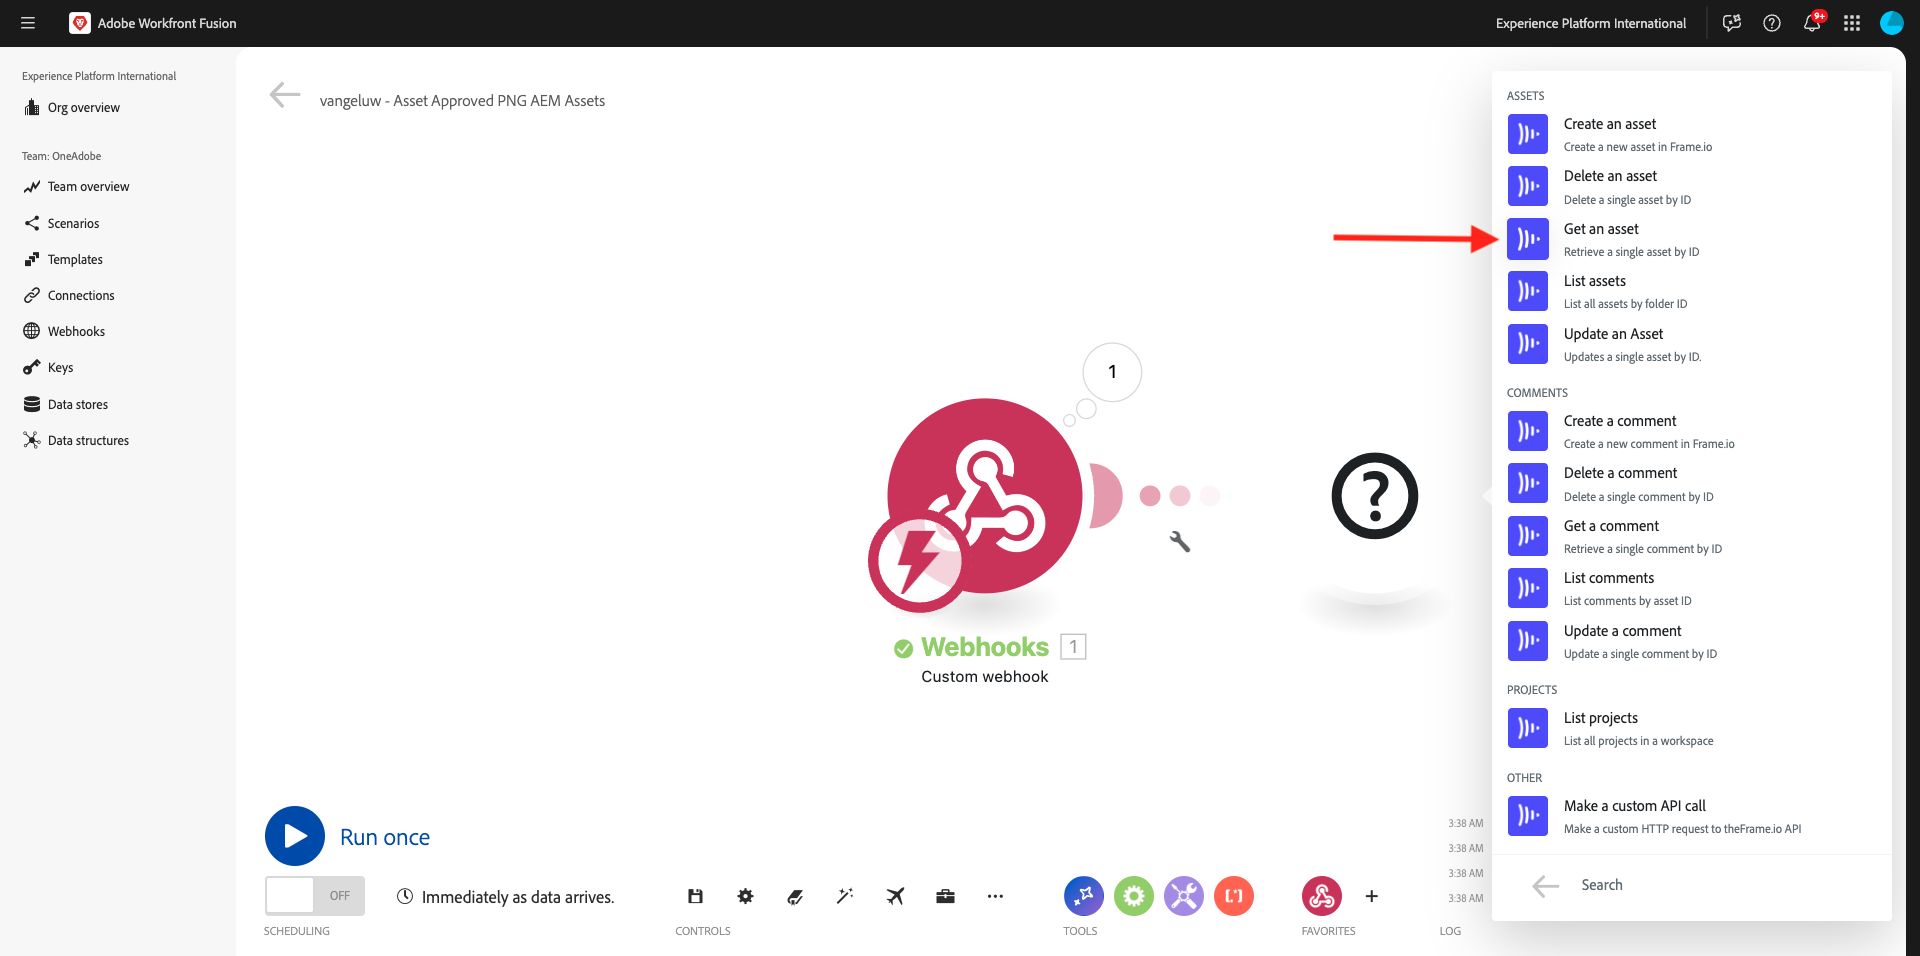 Adobe Workfront Fusion
Experience Platform International
9+
Experience Platform International
Org overview
Team: OneAdobe
Team overview
Scenarios
Templates
Connections
Webhooks
Keys
Data stores
Data structures
vangeluw - Asset Approved PNG AEM Assets
1
?
Webhooks 1
Custom webhook
Run once
OFF
Immediately as data arrives.
SCHEDULING
CONTROLS
TOOLS
FAVORITES
3:38 AM
3:38 AM
3:38 AM
3:38 AM
LOG
ASSETS
Create an asset
Create a new asset in Frame.io
Delete an asset
Delete a single asset by ID
Get an asset
Retrieve a single asset by ID
List assets
List all assets by folder ID
Update an Asset
Updates a single asset by ID.
COMMENTS
Create a comment
Create a new comment in Frame.io
Delete a comment
Delete a single comment by ID
Get a comment
Retrieve a single comment by ID
List comments
List comments by asset ID
Update a comment
Update a single comment by ID
PROJECTS
List projects
List all projects in a workspace
OTHER
Make a custom API call
Make a custom HTTP request to theFrame.io API
Search